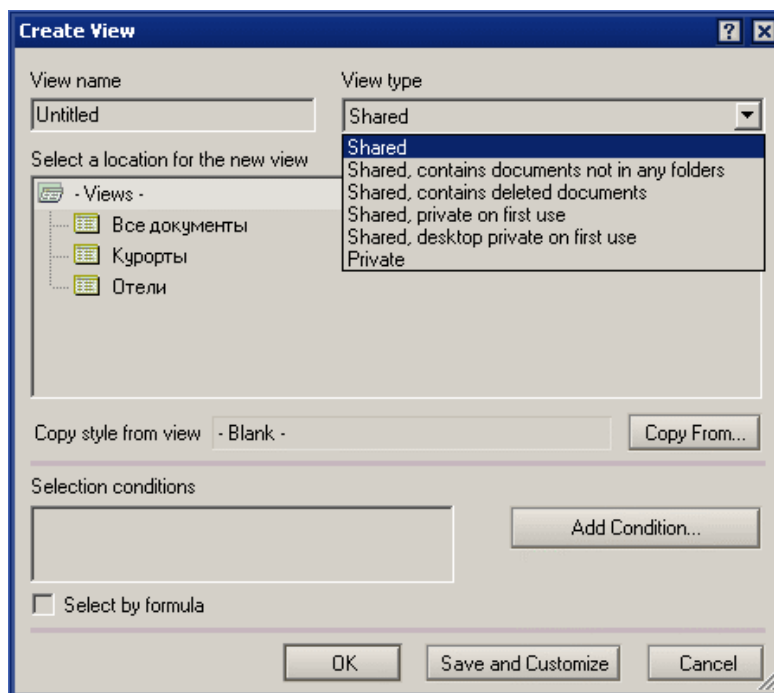 Create View
View name
View type
Untitled
Shared
Select a location for the new view
Shared
Shared, contains documents not in any folders
Shared, contains deleted documents
Shared, private on first use
Shared, desktop private on first use
Private
- Views -
Все документы
Курорты
Отели
Copy style from view
- Blank -
Copy From...
Selection conditions
Add Condition...
Select by formula
OK
Save and Customize
Cancel